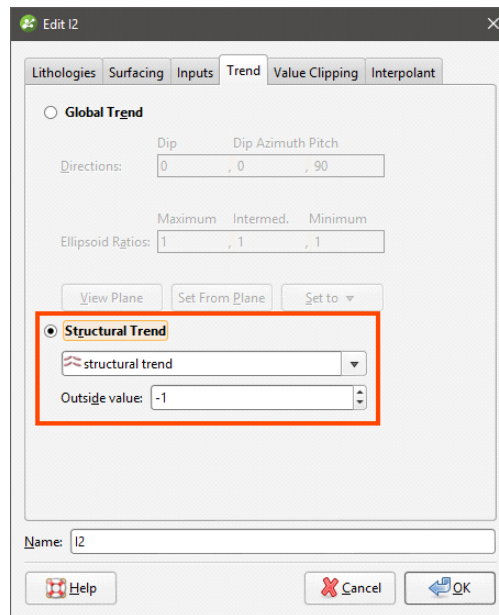 Edit I2
Lithologies Surfacing Inputs Trend Value Clipping Interpolant
Global Trend
Dip Dip Azimuth Pitch
Directions: 0 , 0 , 90
Maximum Intermed. Minimum
Ellipsoid Ratios: 1 , 1 , 1
View Plane Set From Plane Set to
Structural Trend
structural trend
Outside value: -1
Name: I2
Help Cancel OK